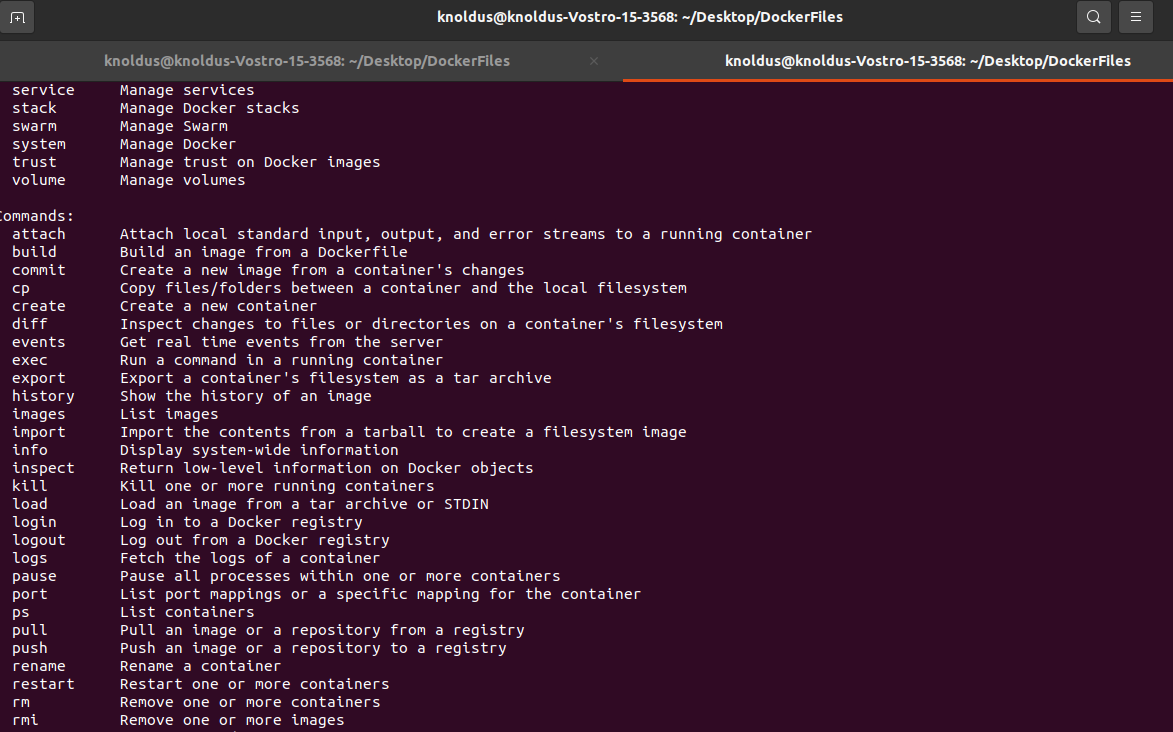 knoldus@knoldus-Vostro-15-3568: ~/Desktop/DockerFiles
knoldus@knoldus-Vostro-15-3568: ~/Desktop/DockerFiles × knoldus@knoldus-Vostro-15-3568: ~/Desktop/DockerFiles
service Manage services
stack Manage Docker stacks
swarm Manage Swarm
system Manage Docker
trust Manage trust on Docker images
volume Manage volumes
Commands:
attach Attach local standard input, output, and error streams to a running container
build Build an image from a Dockerfile
commit Create a new image from a container's changes
cp Copy files/folders between a container and the local filesystem
create Create a new container
diff Inspect changes to files or directories on a container's filesystem
events Get real time events from the server
exec Run a command in a running container
export Export a container's filesystem as a tar archive
history Show the history of an image
images List images
import Import the contents from a tarball to create a filesystem image
info Display system-wide information
inspect Return low-level information on Docker objects
kill Kill one or more running containers
load Load an image from a tar archive or STDIN
login Log in to a Docker registry
logout Log out from a Docker registry
logs Fetch the logs of a container
pause Pause all processes within one or more containers
port List port mappings or a specific mapping for the container
ps List containers
pull Pull an image or a repository from a registry
push Push an image or a repository to a registry
rename Rename a container
restart Restart one or more containers
rm Remove one or more containers
rmi Remove one or more images